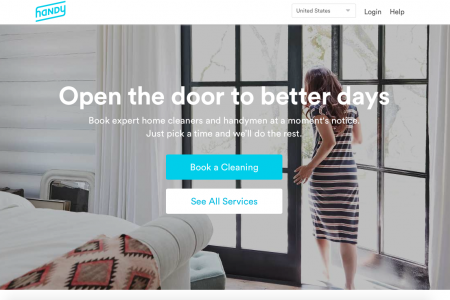 HANDY
United States
Login
Help
Open the door to better days
Book expert home cleaners and handymen at a moment's notice.
Just pick a time and we'll do the rest.
Book a Cleaning
See All Services